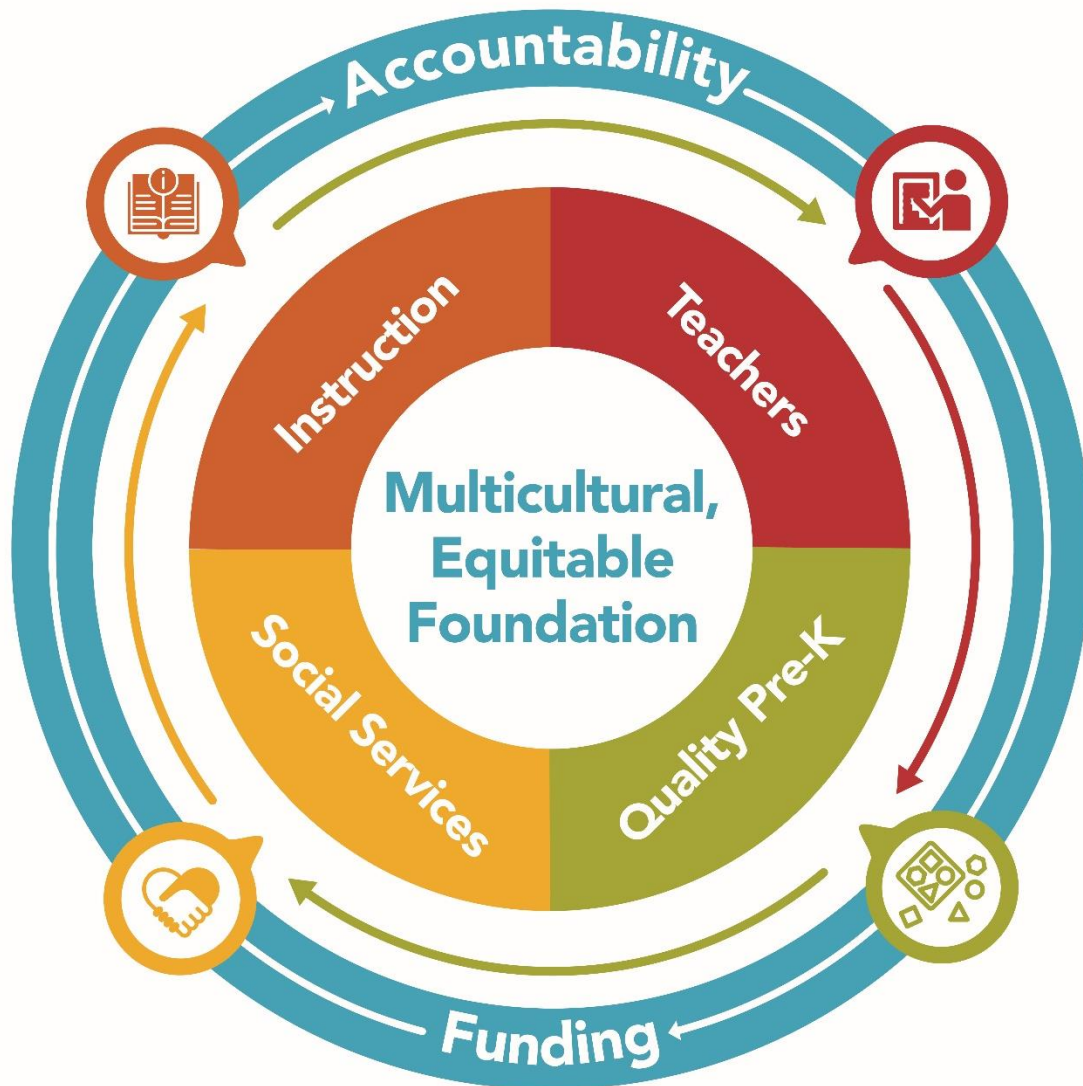 Accountability
Instruction
Teachers
Multicultural,
Equitable
Foundation
Social Services
Quality Pre-K
Funding